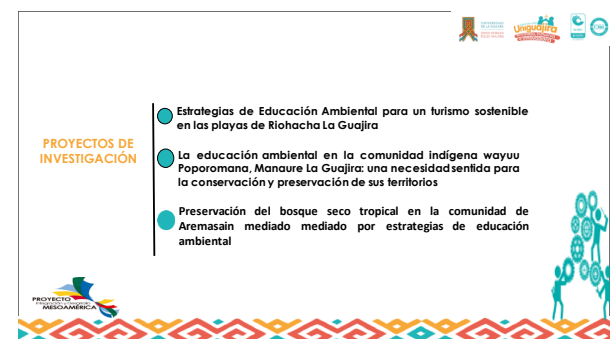 Uniguajira
PROYECTOS DE
INVESTIGACIÓN
Estrategias de Educación Ambiental para un turismo sostenible
en las playas de Riohacha La Guajira
La educación ambiental en la comunidad indígena wayuu
Poporomana, Manaure La Guajira: una necesidad sentida para
la conservación y preservación de sus territorios
Preservación del bosque seco tropical en la comunidad de
Aremasain mediado mediado por estrategias de educación
ambiental
PROYECTO
Integración y Desarrollo
MESOAMÉRICA